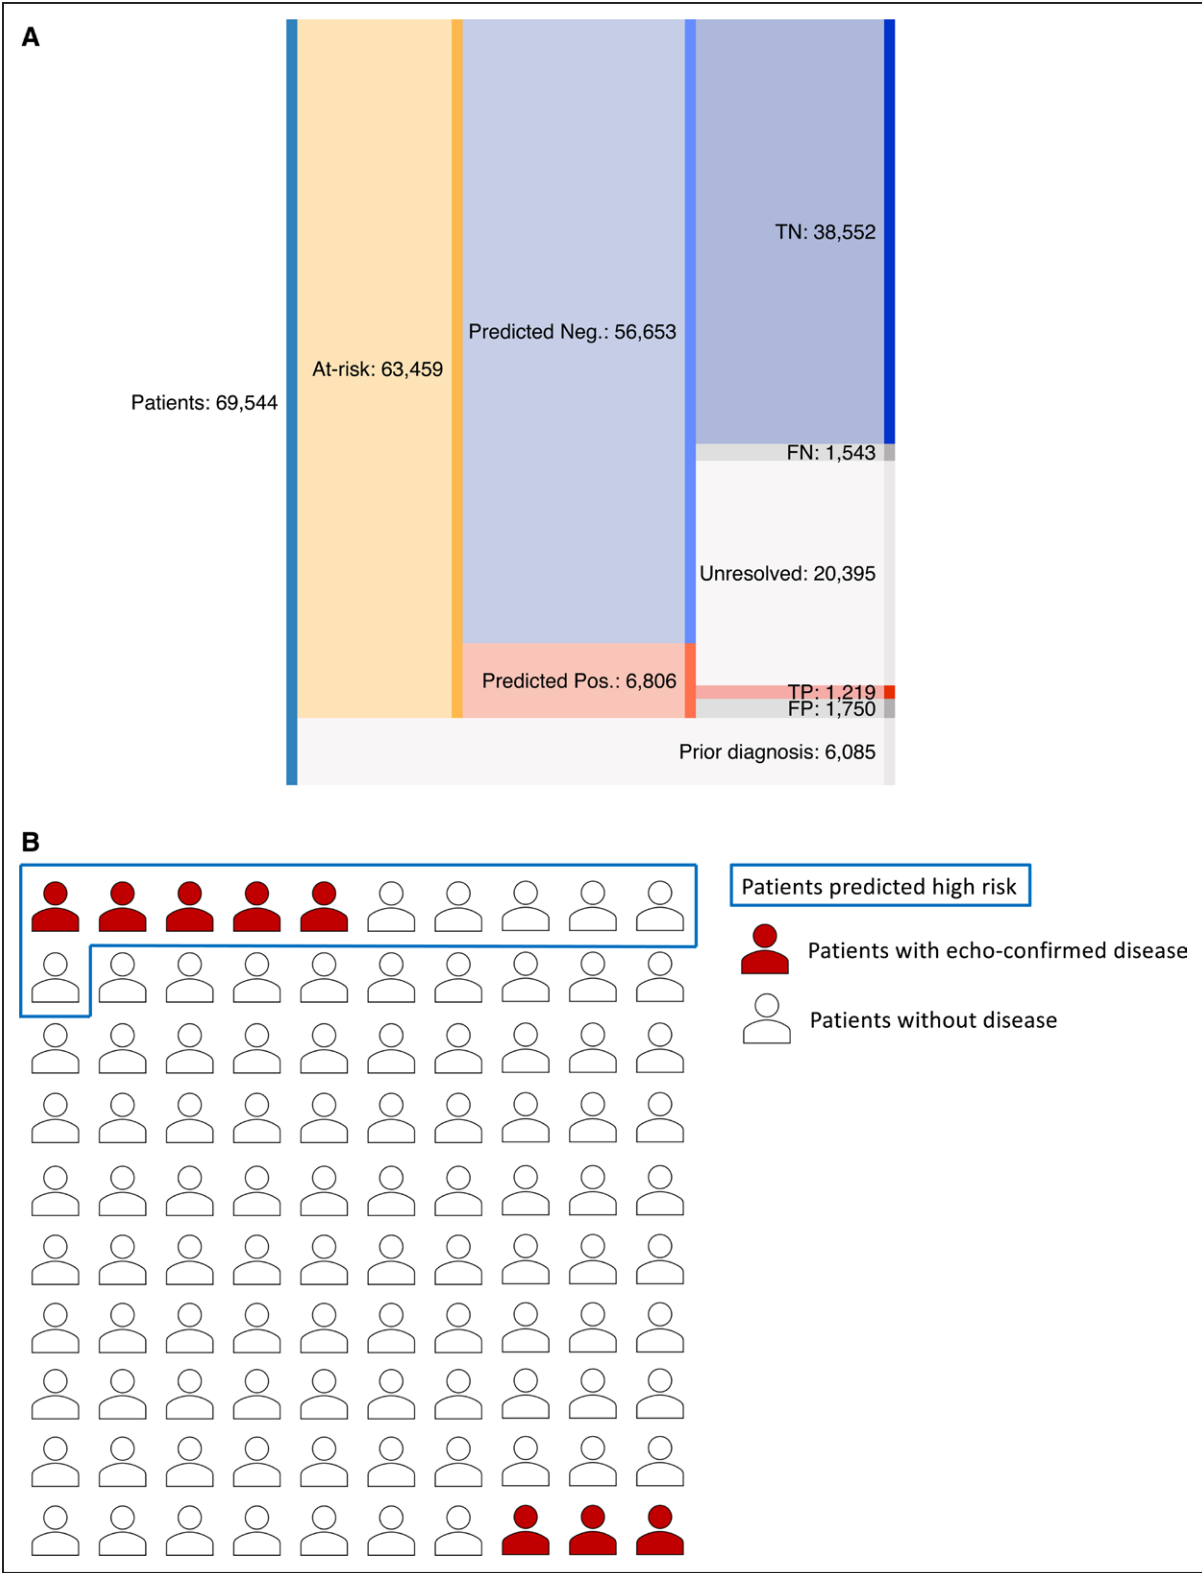 A
Patients: 69,544
At-risk: 63,459
Predicted Neg.: 56,653
Predicted Pos.: 6,806
TN: 38,552
FN: 1,543
Unresolved: 20,395
TP: 1,219
FP: 1,750
Prior diagnosis: 6,085
B
Patients predicted high risk
Patients with echo-confirmed disease
Patients without disease